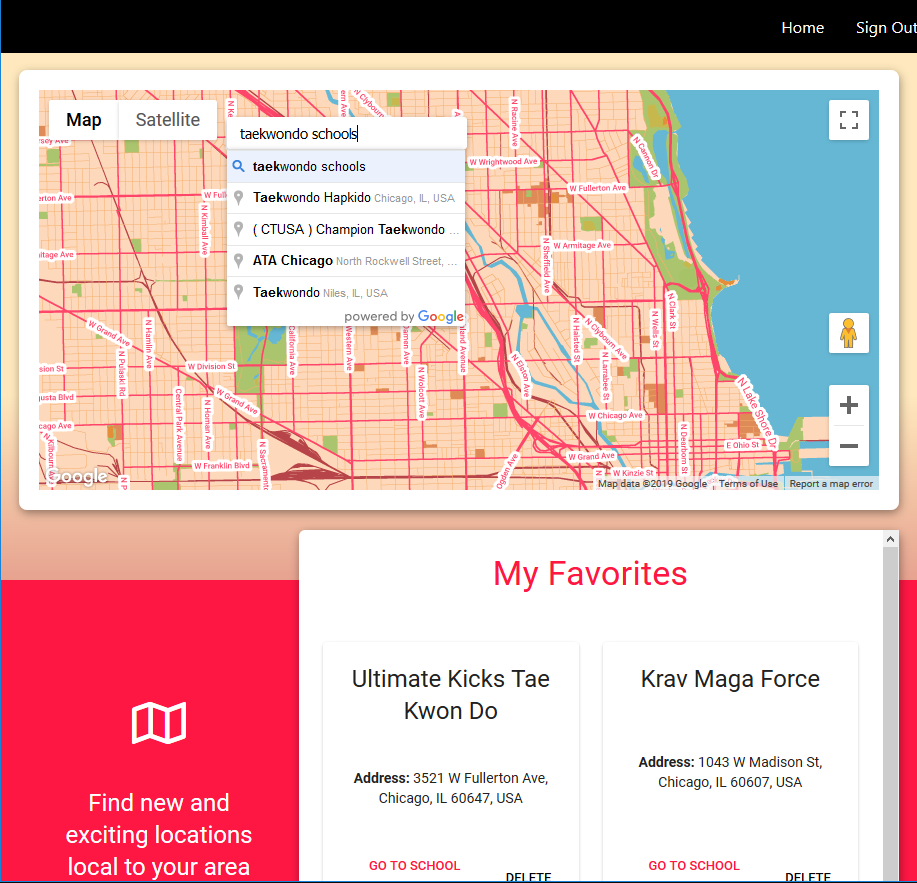 Home Sign Out
Map Satellite
taekwondo schools
taekwondo schools
Taekwondo Hapkido Chicago, IL, USA
( CTUSA ) Champion Taekwondo ...
ATA Chicago North Rockwell Street, ...
Taekwondo Niles, IL, USA
powered by Google
N Clybourn
N Racine Ave
N Cannon Dr
W Wrightwood Ave
W Fullerton Ave
N Kimball Ave
W Armitage Ave
N Sheffield Ave
N Clark St
W Grand Ave
N Hamlin Ave
N Pulaski Rd
W Division St
California Ave
Western Ave
N Wolcott Ave
N Elston Ave
N Halsted St
N Clybourn Ave
N Larrabee St
N Wells St
Central Park Avenue
N Homan Ave
W Grand Ave
W Chicago Ave
N Lake Shore Dr
N Dearborn St
E Ohio St
W Franklin Blvd
Ogden Ave
W Grand Ave
W Kinzie St
Google
Map data ©2019 Google Terms of Use Report a map error
My Favorites
Ultimate Kicks Tae
Kwon Do
Address: 3521 W Fullerton Ave,
Chicago, IL 60647, USA
GO TO SCHOOL
DELETE
Krav Maga Force
Address: 1043 W Madison St,
Chicago, IL 60607, USA
GO TO SCHOOL
DELETE
Find new and
exciting locations
local to your area